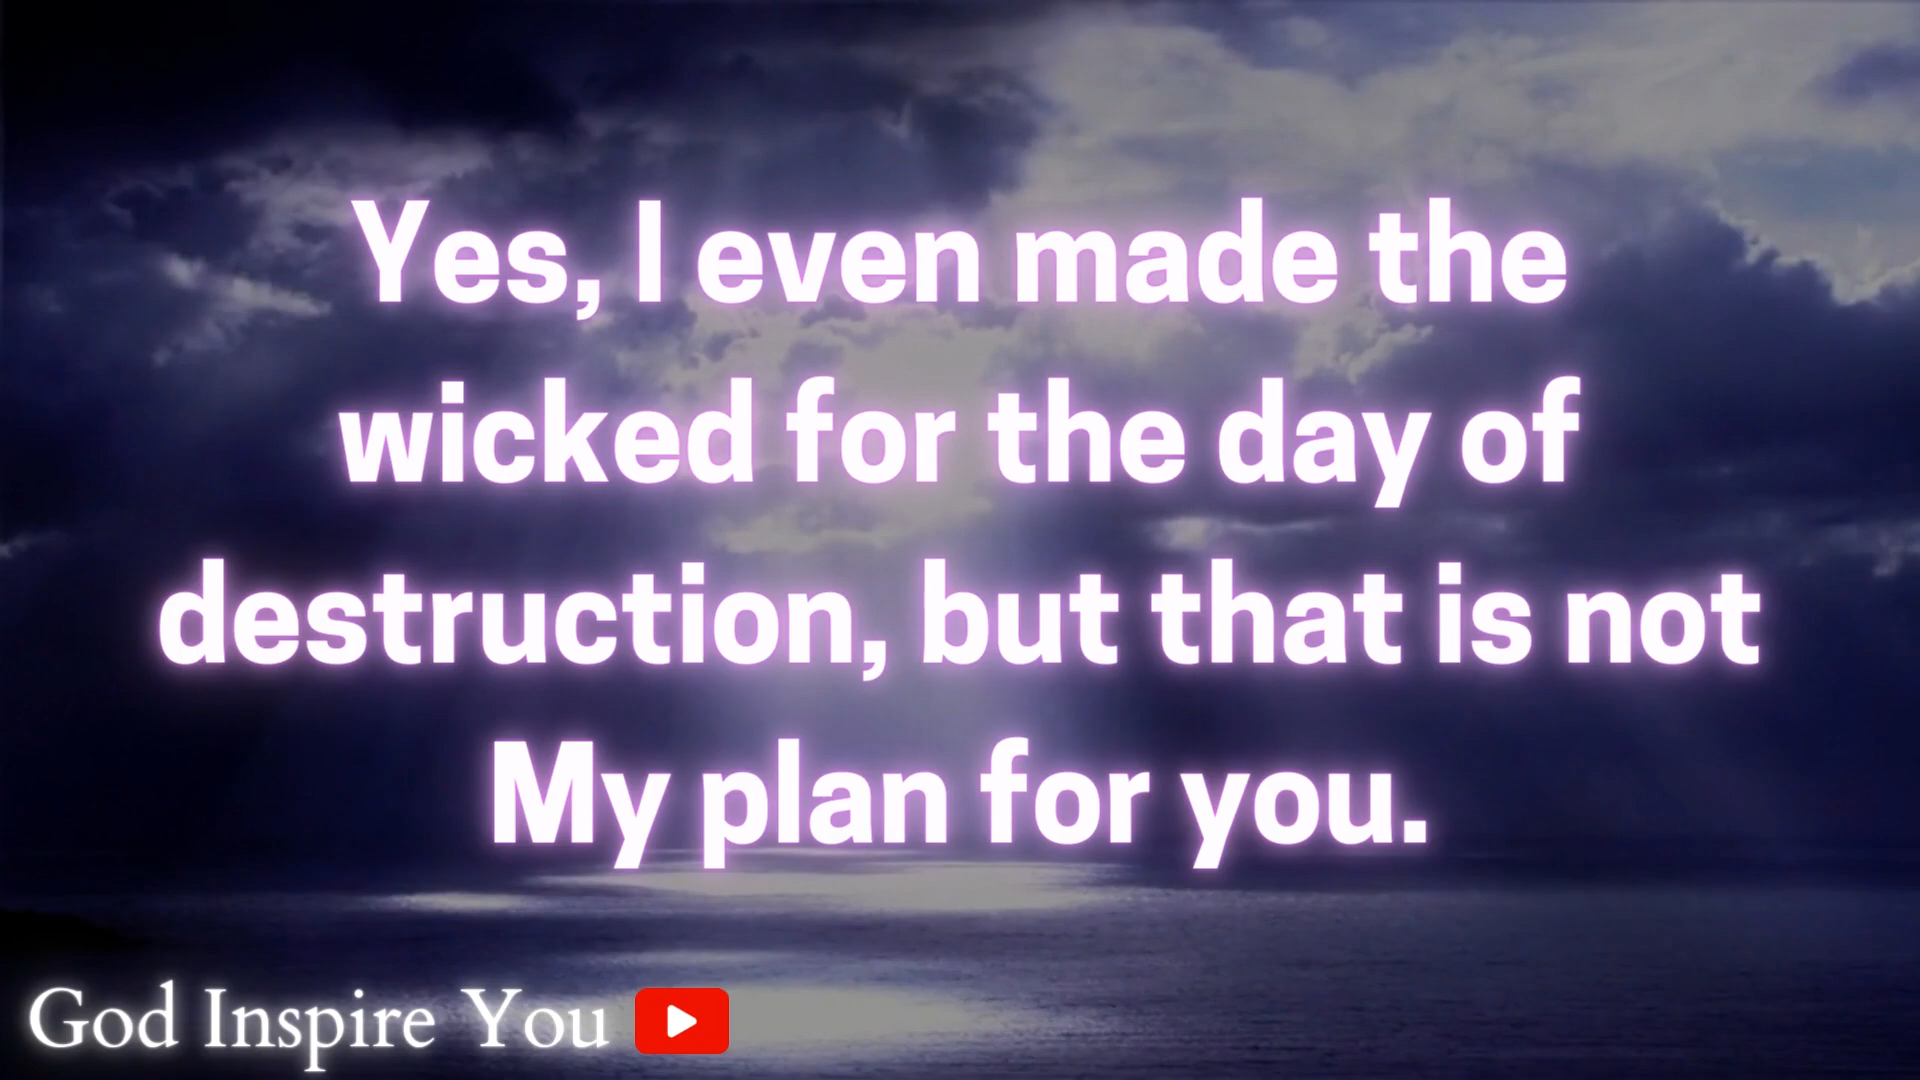 Yes, I even made the
wicked for the day of
destruction, but that is not
My plan for you.
God Inspire You